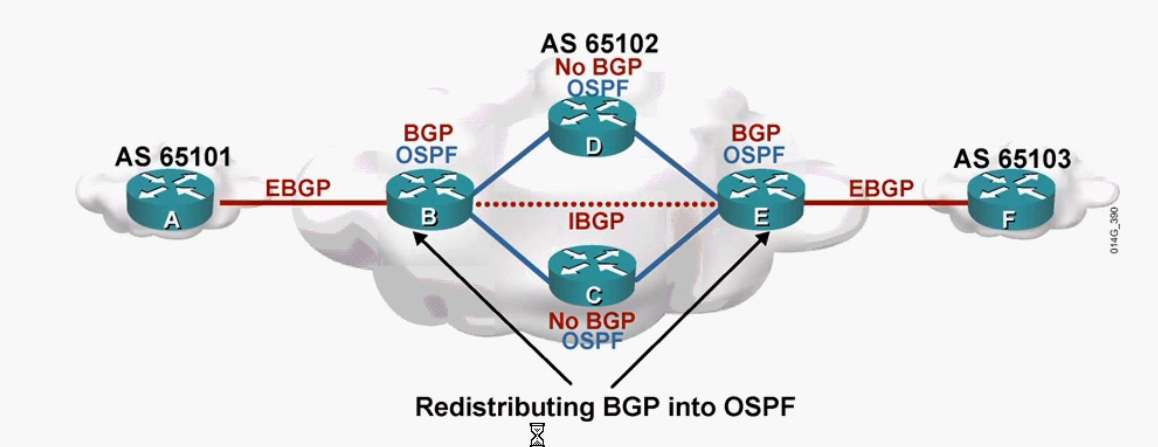 AS 65102
No BGP
OSPF
D
AS 65101
A
EBGP
BGP
OSPF
B
IBGP
BGP
OSPF
E
EBGP
AS 65103
F
C
No BGP
OSPF
Redistributing BGP into OSPF
014G_390